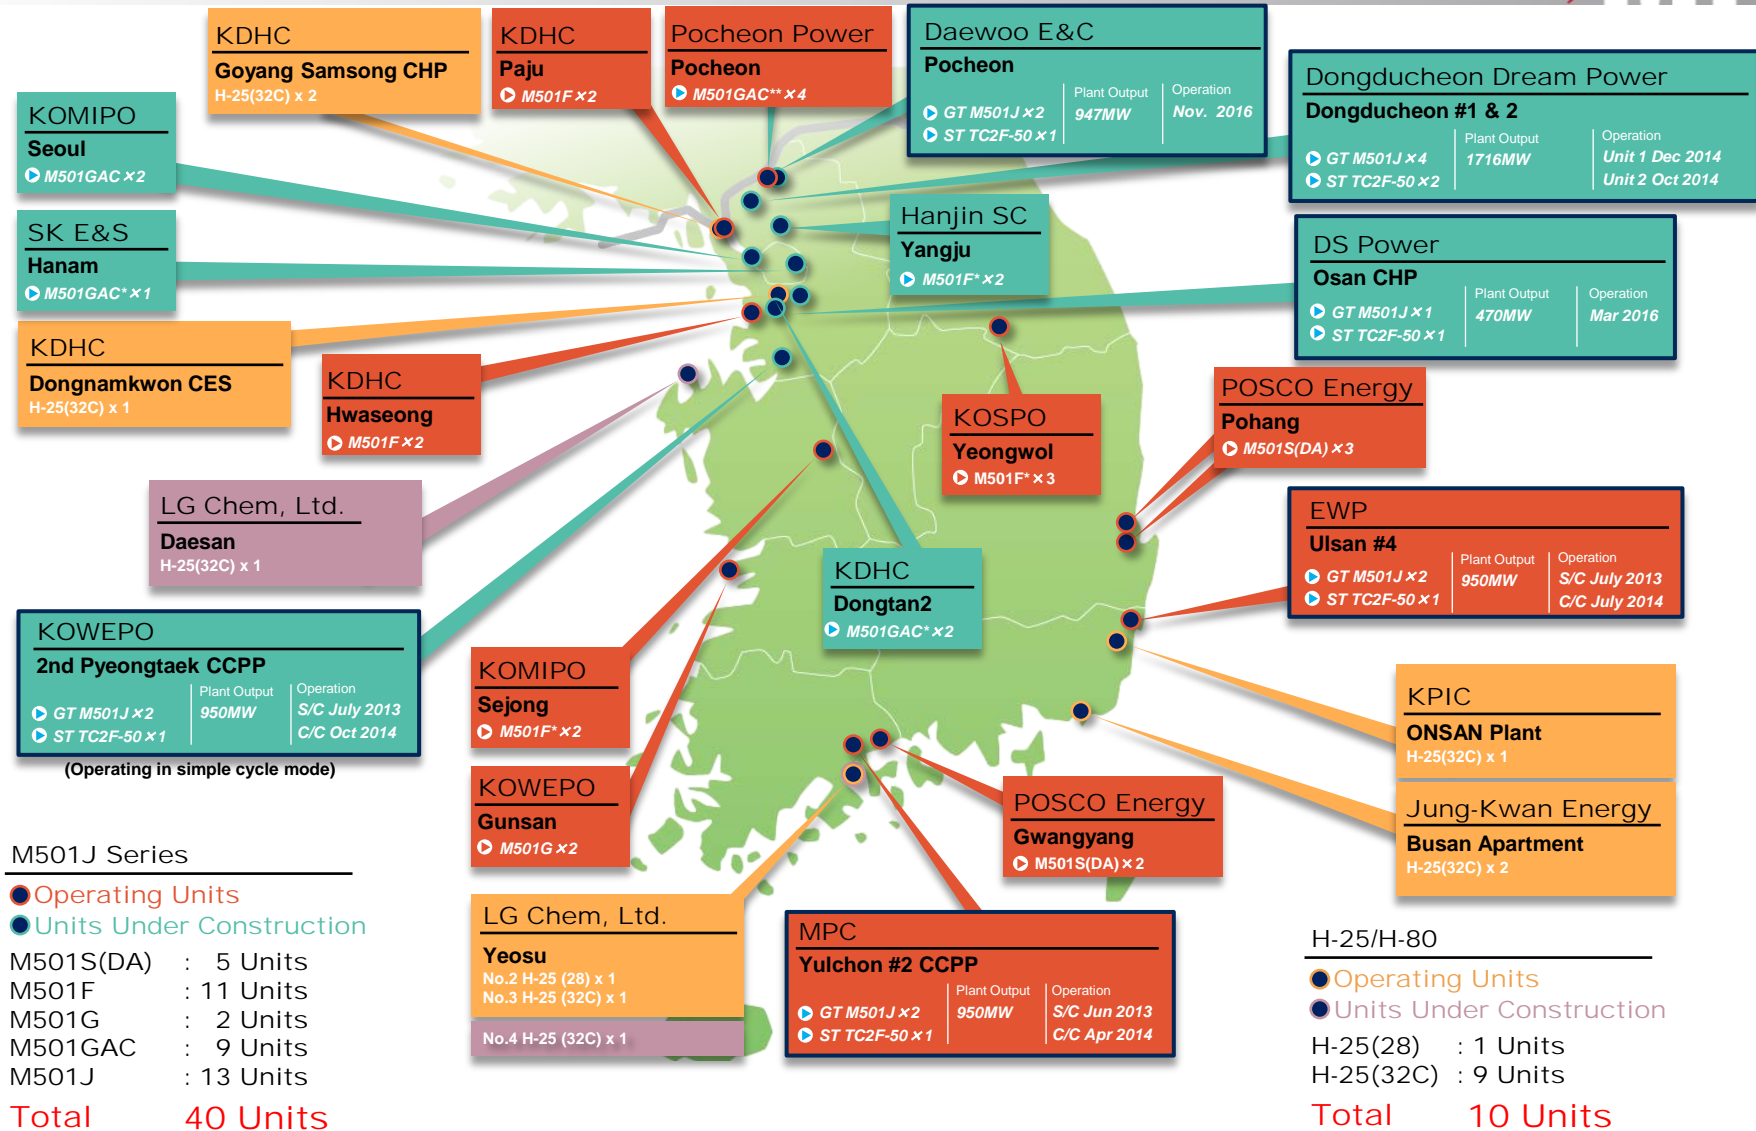 KDHC
Goyang Samsong CHP
H-25(32C) x 2
KDHC
Paju
M501F×2
Pocheon Power
Pocheon
M501GAC**×4
Daewoo E&C
Pocheon
GT M501J×2
ST TC2F-50×1
Plant Output
947MW
Operation
Nov. 2016
Dongducheon Dream Power
Dongducheon #1 & 2
GT M501J×4
ST TC2F-50×2
Plant Output
1716MW
Operation
Unit 1 Dec 2014
Unit 2 Oct 2014
KOMIPO
Seoul
M501GAC×2
SK E&S
Hanam
M501GAC*×1
Hanjin SC
Yangju
M501F*×2
DS Power
Osan CHP
GT M501J×1
ST TC2F-50×1
Plant Output
470MW
Operation
Mar 2016
KDHC
Dongnamkwon CES
H-25(32C) x 1
KDHC
Hwaseong
M501F×2
KOSPO
Yeongwol
M501F*×3
POSCO Energy
Pohang
M501S(DA)×3
LG Chem, Ltd.
Daesan
H-25(32C) x 1
EWP
Ulsan #4
GT M501J×2
ST TC2F-50×1
Plant Output
950MW
Operation
S/C July 2013
C/C July 2014
KDHC
Dongtan2
M501GAC*×2
KOWEPO
2nd Pyeongtaek CCPP
GT M501J×2
ST TC2F-50×1
Plant Output
950MW
Operation
S/C July 2013
C/C Oct 2014
(Operating in simple cycle mode)
KOMIPO
Sejong
M501F*×2
KPIC
ONSAN Plant
H-25(32C) x 1
KOWEPO
Gunsan
M501G×2
POSCO Energy
Gwangyang
M501S(DA)×2
Jung-Kwan Energy
Busan Apartment
H-25(32C) x 2
LG Chem, Ltd.
Yeosu
No.2 H-25 (28) x 1
No.3 H-25 (32C) x 1
No.4 H-25 (32C) x 1
MPC
Yulchon #2 CCPP
GT M501J×2
ST TC2F-50×1
Plant Output
950MW
Operation
S/C Jun 2013
C/C Apr 2014
M501J Series
Operating Units
Units Under Construction
M501S(DA) : 5 Units
M501F : 11 Units
M501G : 2 Units
M501GAC : 9 Units
M501J : 13 Units
Total 40 Units
H-25/H-80
Operating Units
Units Under Construction
H-25(28) : 1 Units
H-25(32C) : 9 Units
Total 10 Units